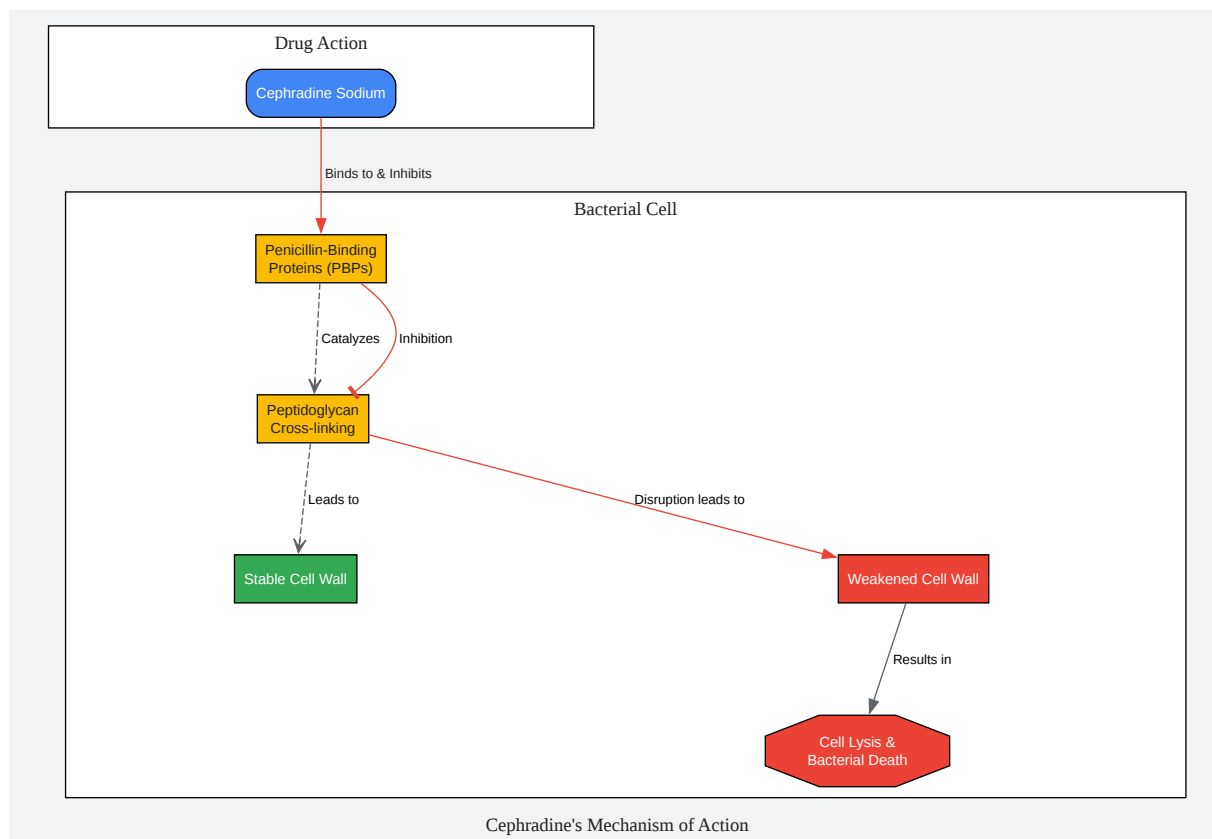 Drug Action
Cephradine Sodium
Binds to & Inhibits
Bacterial Cell
Penicillin-Binding
Proteins (PBPs)
Catalyzes
Inhibition
Peptidoglycan
Cross-linking
Leads to
Disruption leads to
Stable Cell Wall
Weakened Cell Wall
Results in
Cell Lysis &
Bacterial Death
Cephradine's Mechanism of Action